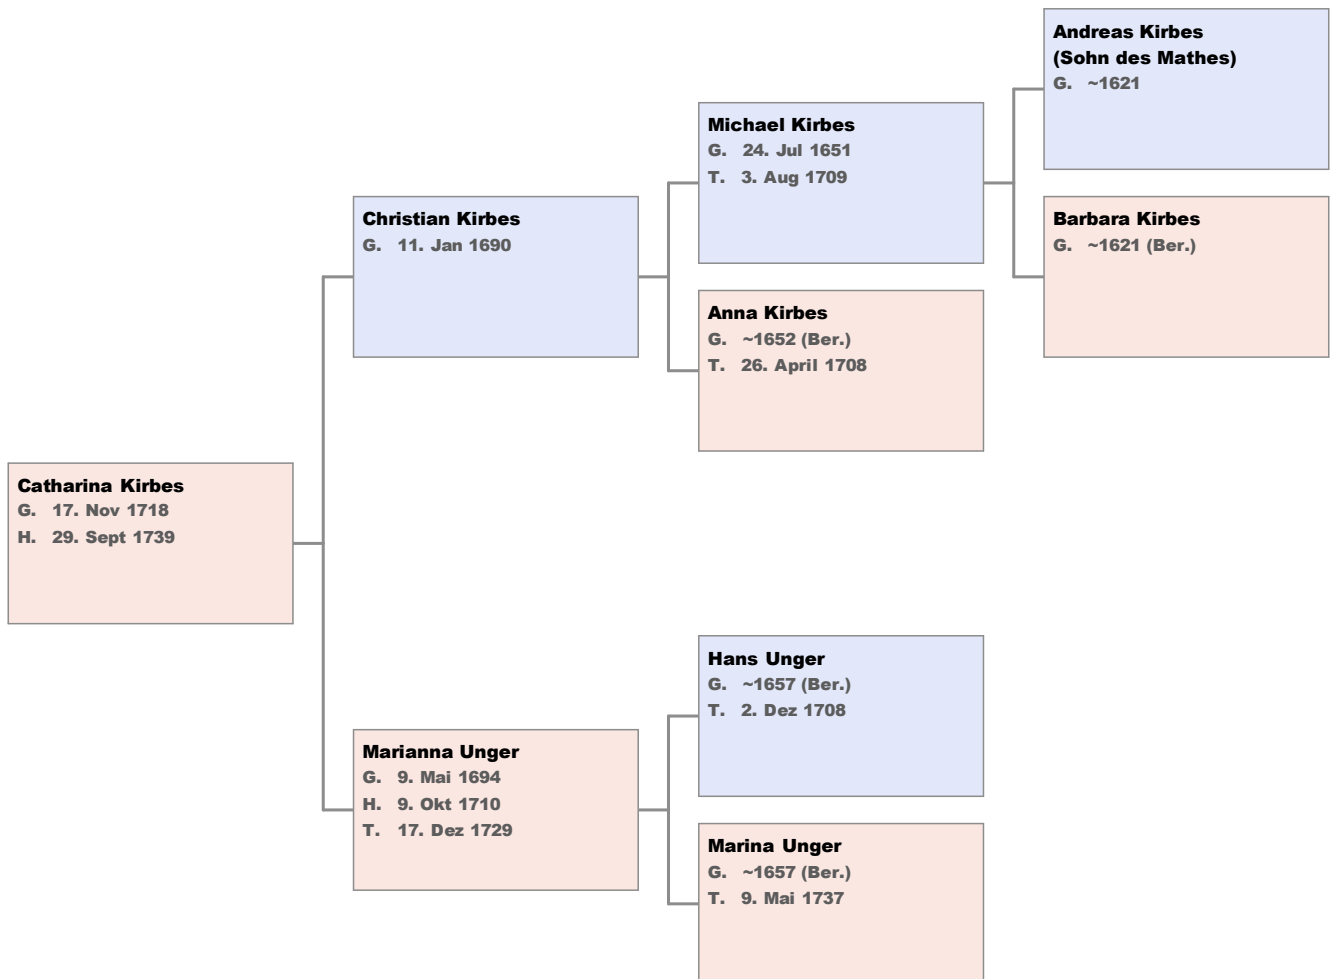 Andreas Kirbes
(Sohn des Mathes)
G. ~1621
Michael Kirbes
G. 24. Jul 1651
T. 3. Aug 1709
Christian Kirbes
G. 11. Jan 1690
Barbara Kirbes
G. ~1621 (Ber.)
Anna Kirbes
G. ~1652 (Ber.)
T. 26. April 1708
Catharina Kirbes
G. 17. Nov 1718
H. 29. Sept 1739
Hans Unger
G. ~1657 (Ber.)
T. 2. Dez 1708
Marianna Unger
G. 9. Mai 1694
H. 9. Okt 1710
T. 17. Dez 1729
Marina Unger
G. ~1657 (Ber.)
T. 9. Mai 1737